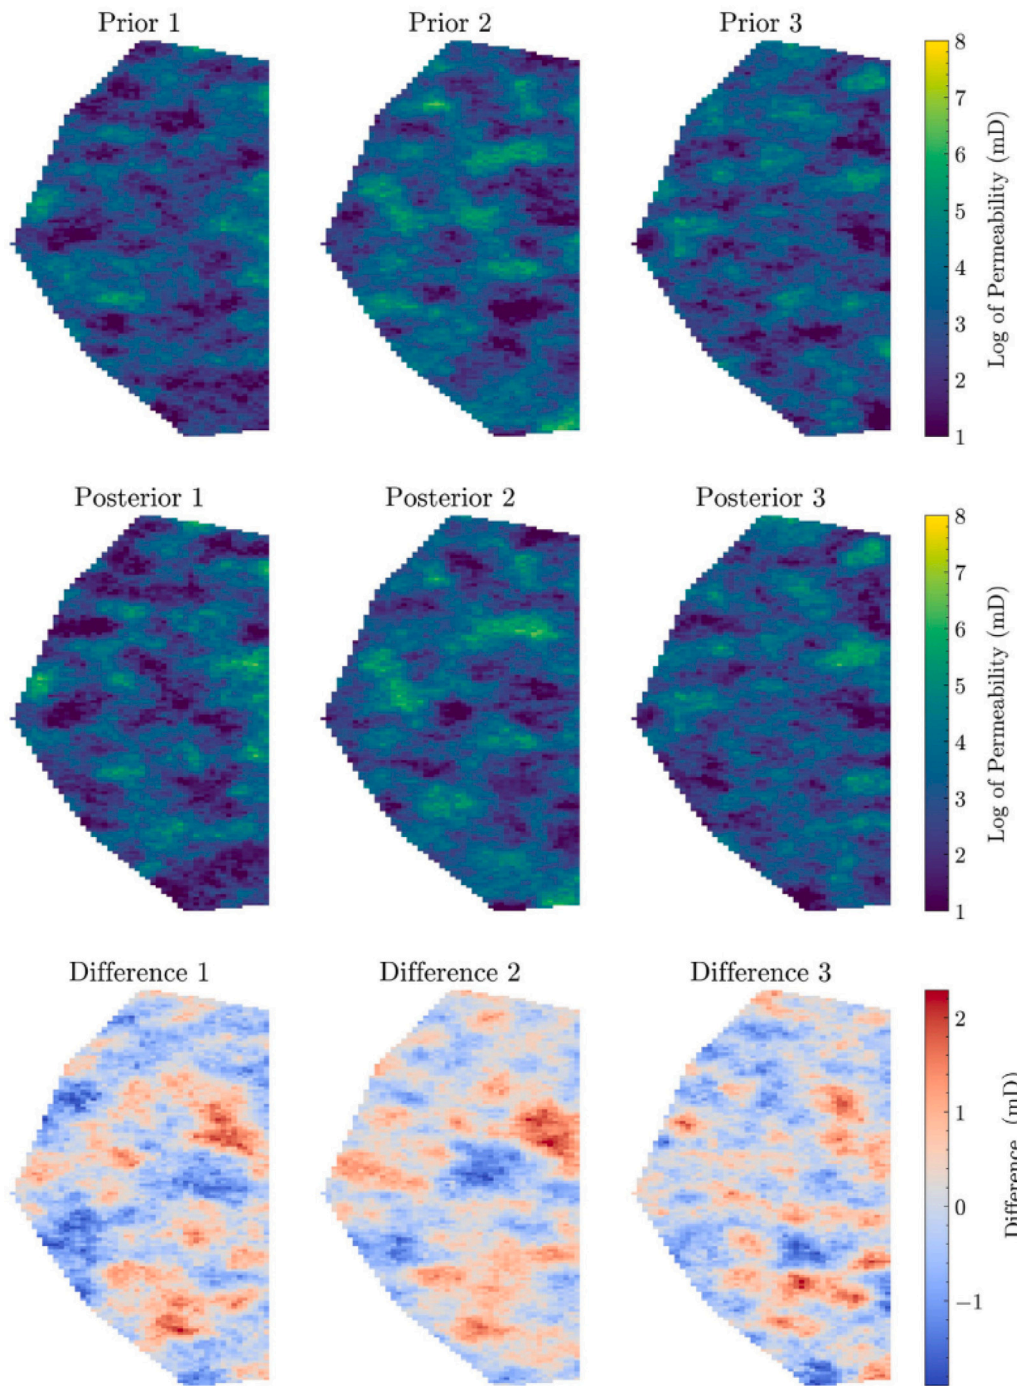 Prior 1
Prior 2
Prior 3
8
7
6
5
4
3
2
1
Log of Permeability (mD)
Posterior 1
Posterior 2
Posterior 3
8
7
6
5
4
3
2
1
Log of Permeability (mD)
Difference 1
Difference 2
Difference 3
2
1
0
−1
Difference (mD)